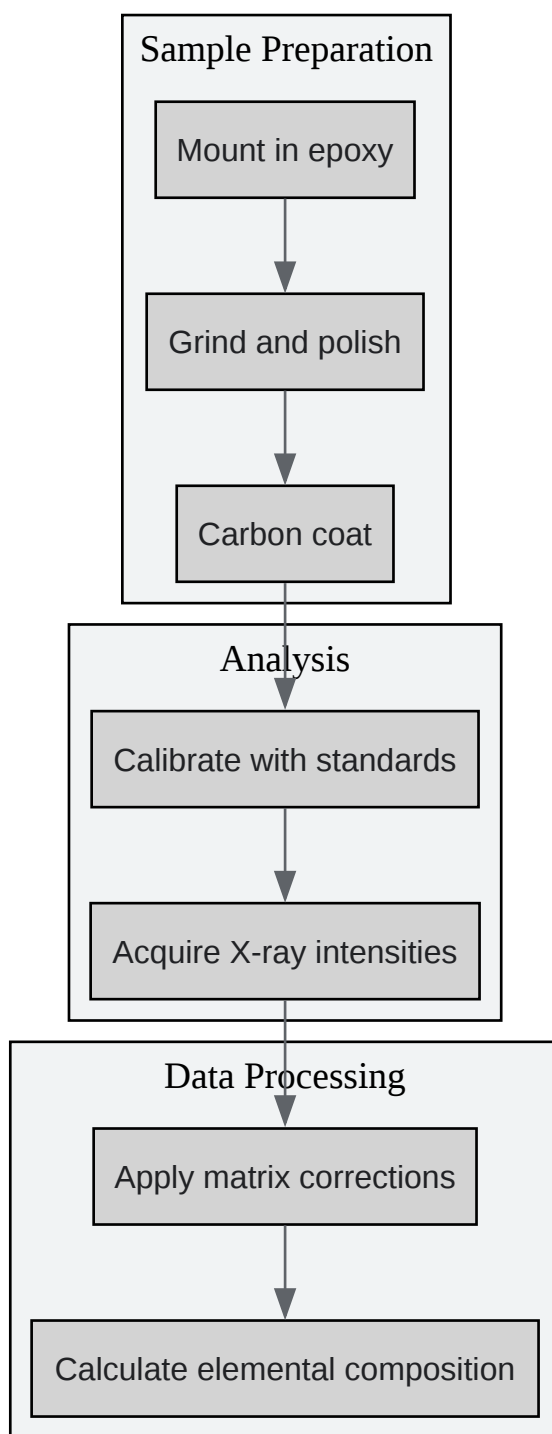 Sample Preparation
Mount in epoxy
Grind and polish
Carbon coat
Analysis
Calibrate with standards
Acquire X-ray intensities
Data Processing
Apply matrix corrections
Calculate elemental composition